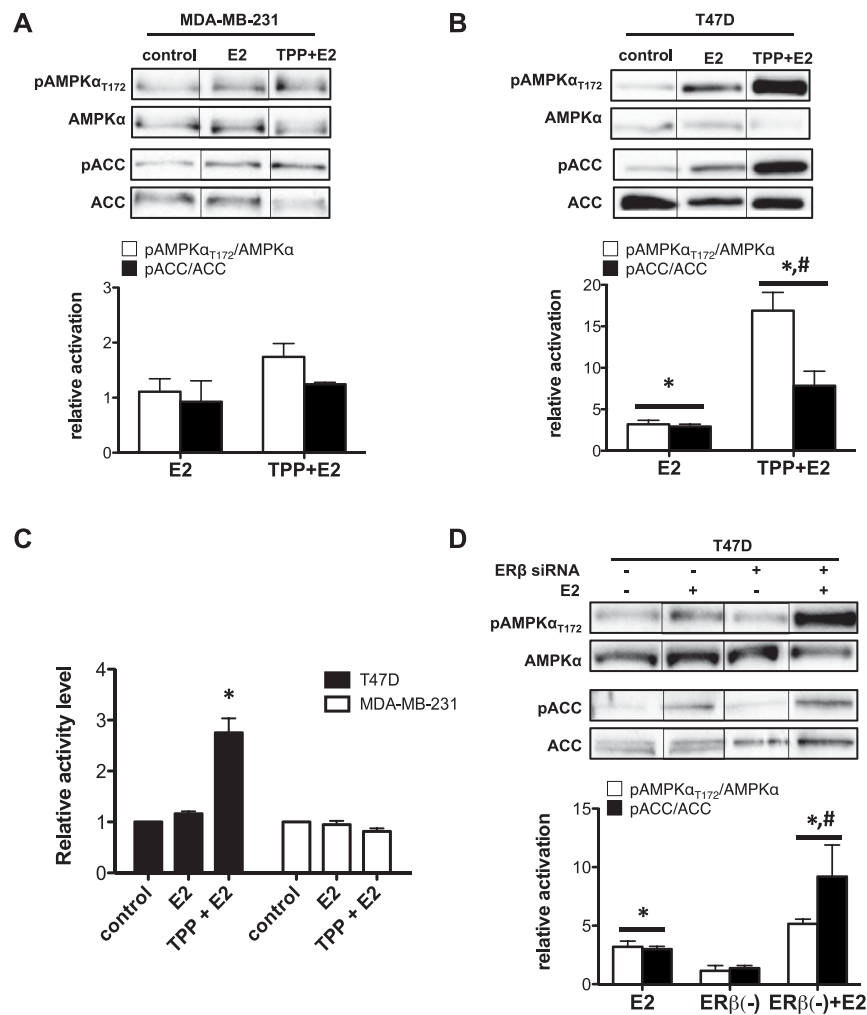 A
MDA-MB-231
control E2 TPP+E2
pAMPKαT172
AMPKα
pACC
ACC
pAMPKαT172/AMPKα
pACC/ACC
relative activation
3
2
1
0
E2 TPP+E2
B
T47D
control E2 TPP+E2
pAMPKαT172
AMPKα
pACC
ACC
pAMPKαT172/AMPKα
pACC/ACC
relative activation
20
15
10
5
0
*
*,#
E2 TPP+E2
C
Relative activity level
4
3
2
1
0
*
T47D
MDA-MB-231
control E2 TPP + E2 control E2 TPP + E2
D
T47D
ERβ siRNA - - + +
E2 - + - +
pAMPKαT172
AMPKα
pACC
ACC
pAMPKαT172/AMPKα
pACC/ACC
relative activation
15
10
5
0
*
*,#
E2 ERβ(-) ERβ(-)+E2